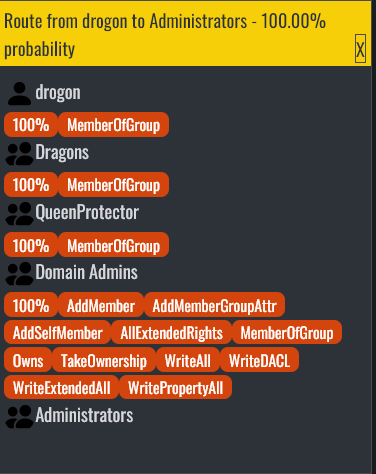 Route from drogon to Administrators - 100.00%
probability
X
drogon
100% MemberOfGroup
Dragons
100% MemberOfGroup
QueenProtector
100% MemberOfGroup
Domain Admins
100% AddMember AddMemberGroupAttr
AddSelfMember AllExtendedRights MemberOfGroup
Owns TakeOwnership WriteAll WriteDACL
WriteExtendedAll WritePropertyAll
Administrators